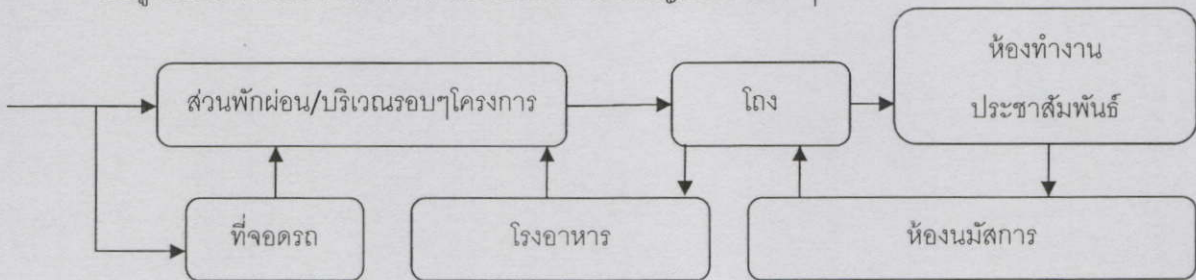 ห้องทำงาน
ประชาสัมพันธ์
ส่วนพักผ่อน/บริเวณรอบๆโครงการ
โถง
ที่จอดรถ
โรงอาหาร
ห้องนมัสการ